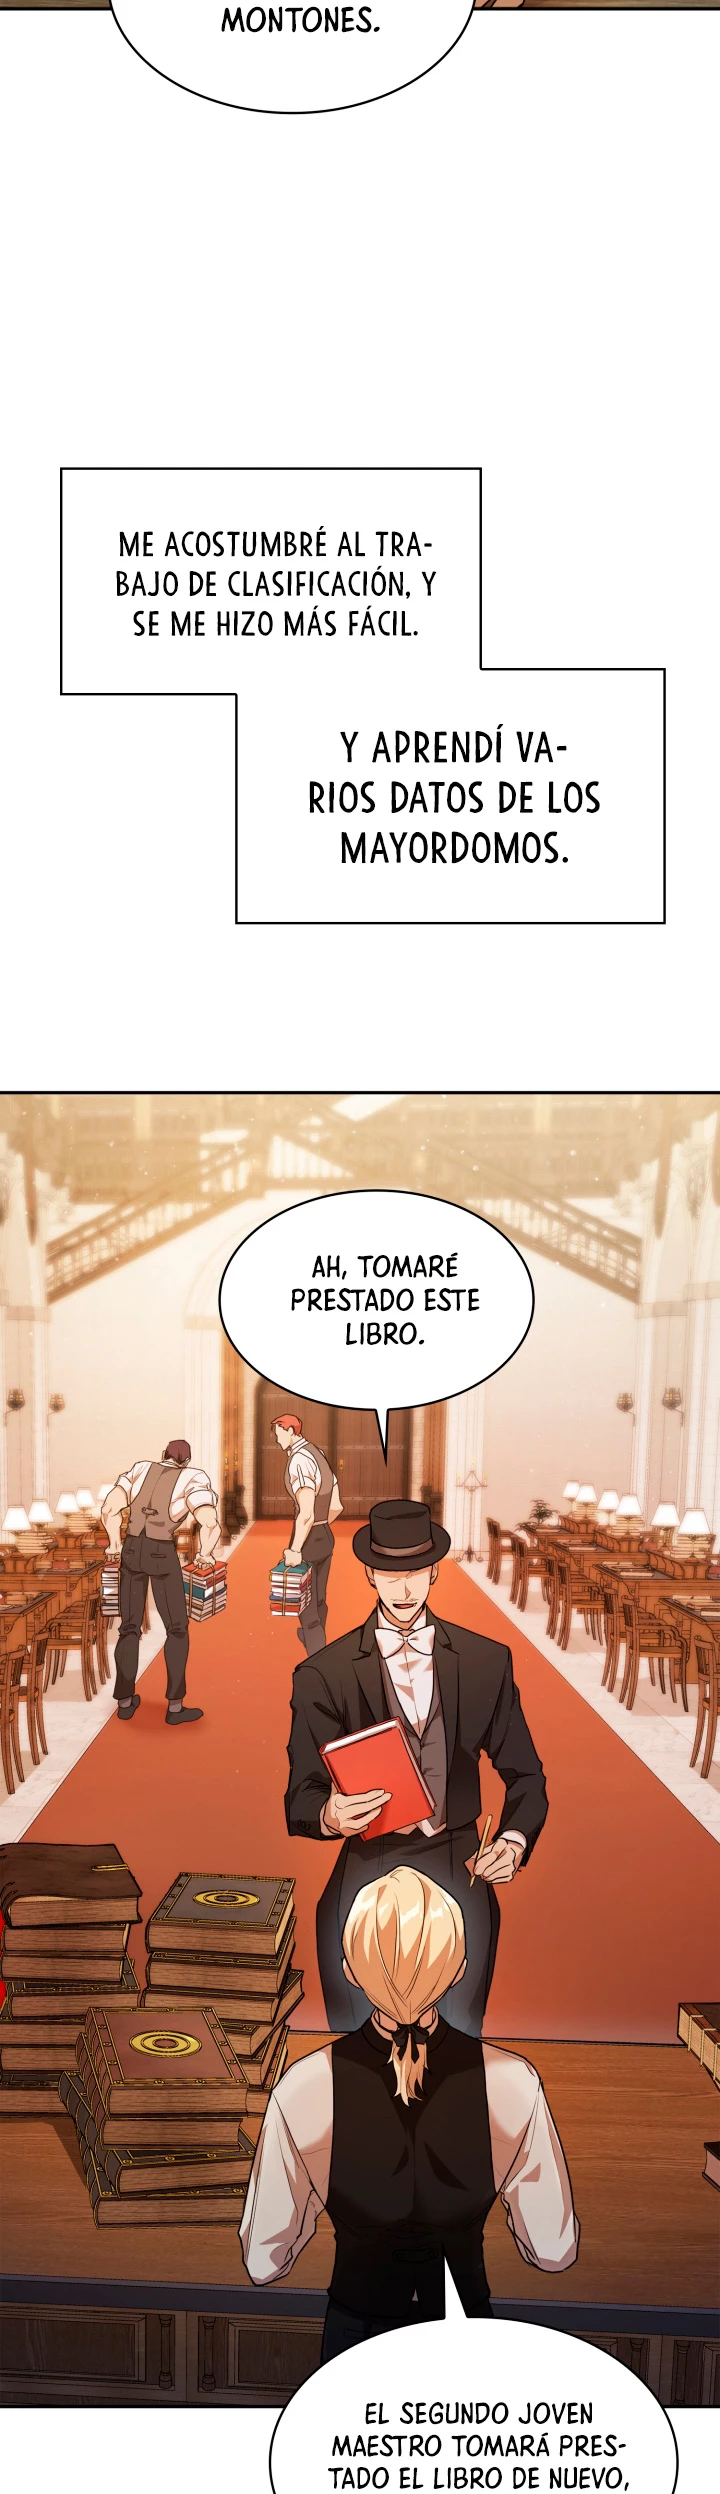 MONTONES.
ME ACOSTUMBRÉ AL TRA-
BAJO DE CLASIFICACIÓN, Y
SE ME HIZO MÁS FÁCIL.
Y APRENDÍ VA-
RIOS DATOS DE LOS
MAYORDOMOS.
AH, TOMARÉ
PRESTADO ESTE
LIBRO.
EL SEGUNDO JOVEN
MAESTRO TOMARÁ PRES-
TADO EL LIBRO DE NUEVO,